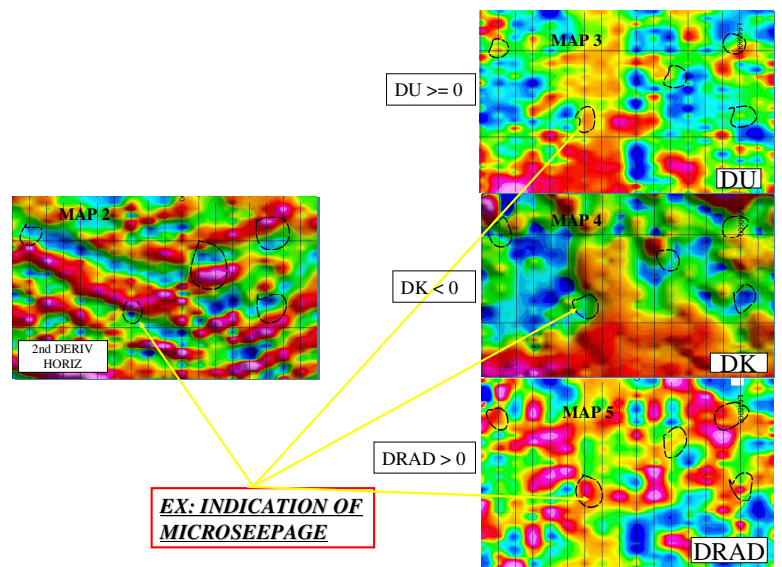 MAP 3
DU >= 0
DU
MAP 2
MAP 4
DK < 0
2nd DERIV
HORIZ
DK
MAP 5
DRAD > 0
EX: INDICATION OF
MICROSEEPAGE
DRAD